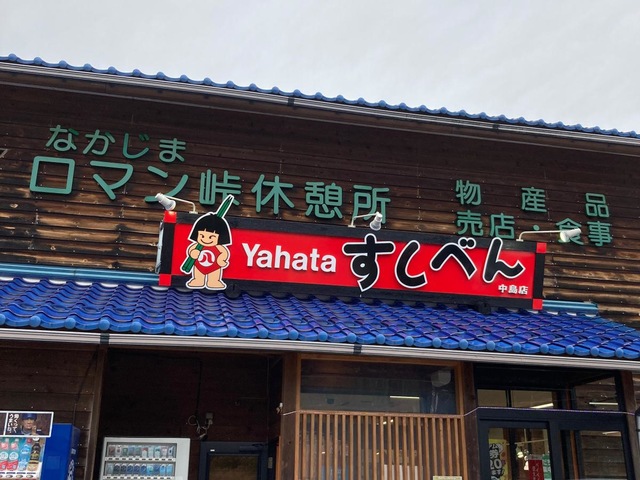 なかじま
ロマン峠休憩所
物産品
売店・食事
Yahata すしべん
中島店